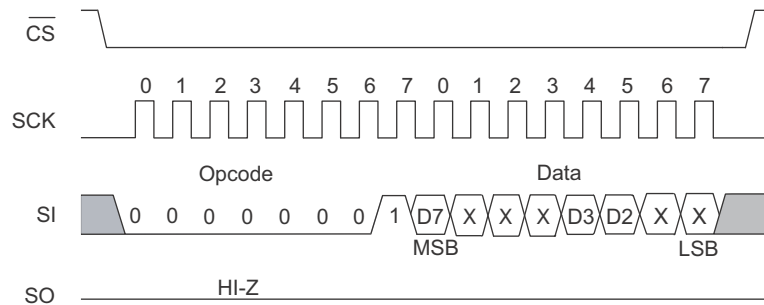 CS
0 1 2 3 4 5 6 7 0 1 2 3 4 5 6 7
SCK
Opcode Data
SI 0 0 0 0 0 0 0 1 D7 X X X D3 D2 X X
MSB LSB
HI-Z
SO